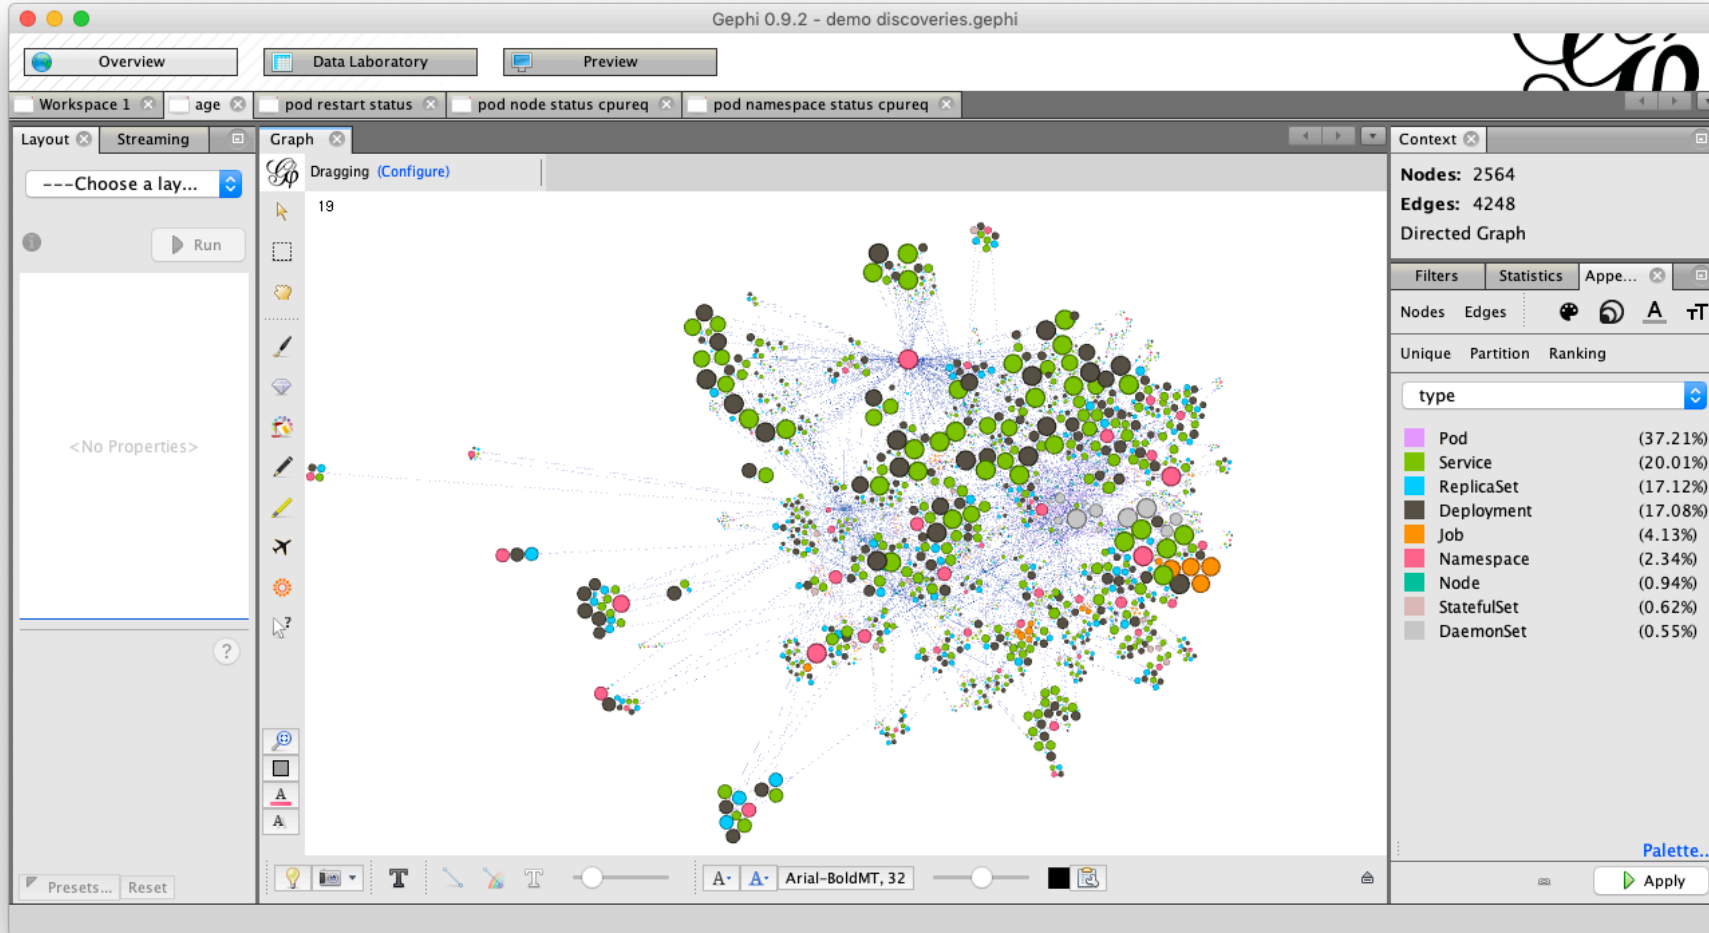 Gephi 0.9.2 - demo discoveries.gephi
Overview
Data Laboratory
Preview
Workspace 1
age
pod restart status
pod node status cpureq
pod namespace status cpureq
Layout
Streaming
---Choose a lay...
Run
<No Properties>
?
Presets...
Reset
Graph
Dragging (Configure)
19
?
A
A
T
T
A
A
Arial-BoldMT, 32
Context
Nodes: 2564
Edges: 4248
Directed Graph
Filters
Statistics
Appe...
Nodes
Edges
A
TT
Unique
Partition
Ranking
type
Pod (37.21%)
Service (20.01%)
ReplicaSet (17.12%)
Deployment (17.08%)
Job (4.13%)
Namespace (2.34%)
Node (0.94%)
StatefulSet (0.62%)
DaemonSet (0.55%)
Palette..
Apply